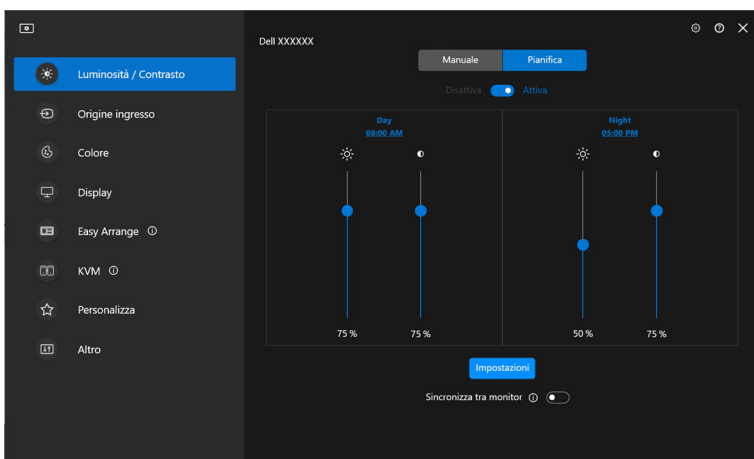 Dell XXXXXX
Manuale Pianifica
Luminosità / Contrasto
Disattiva Attiva
Origine ingresso
Day Night
08:00 AM 05:00 PM
Colore
Display
Easy Arrange
KVM
Personalizza
75 % 75 % 50 % 75 %
Altro
Impostazioni
Sincronizza tra monitor